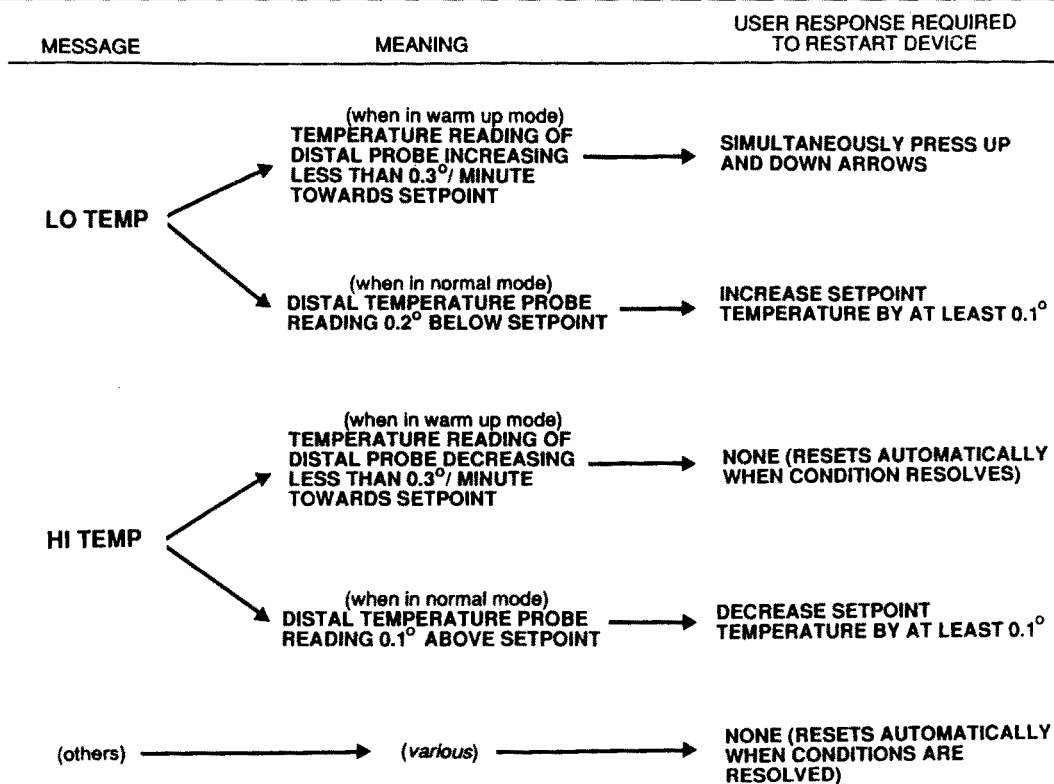 MESSAGE
MEANING
USER RESPONSE REQUIRED
TO RESTART DEVICE
LO TEMP
(when in warm up mode)
TEMPERATURE READING OF
DISTAL PROBE INCREASING
LESS THAN 0.3°/ MINUTE
TOWARDS SETPOINT
SIMULTANEOUSLY PRESS UP
AND DOWN ARROWS
(when in normal mode)
DISTAL TEMPERATURE PROBE
READING 0.2° BELOW SETPOINT
INCREASE SETPOINT
TEMPERATURE BY AT LEAST 0.1°
HI TEMP
(when in warm up mode)
TEMPERATURE READING OF
DISTAL PROBE DECREASING
LESS THAN 0.3°/ MINUTE
TOWARDS SETPOINT
NONE (RESETS AUTOMATICALLY
WHEN CONDITION RESOLVES)
(when in normal mode)
DISTAL TEMPERATURE PROBE
READING 0.1° ABOVE SETPOINT
DECREASE SETPOINT
TEMPERATURE BY AT LEAST 0.1°
(others)
(various)
NONE (RESETS AUTOMATICALLY
WHEN CONDITIONS ARE
RESOLVED)